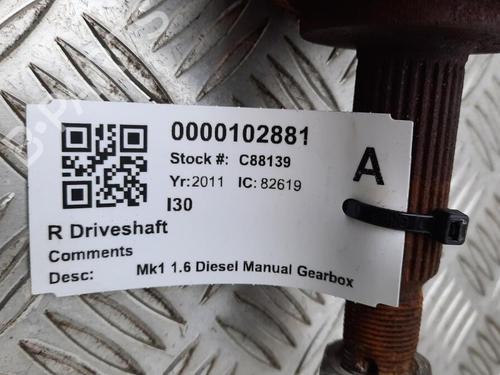 0000102881
Stock #: C88139
A
Yr:2011 IC:82619
I30
R Driveshaft
Comments
Desc: Mk1 1.6 Diesel Manual Gearbox